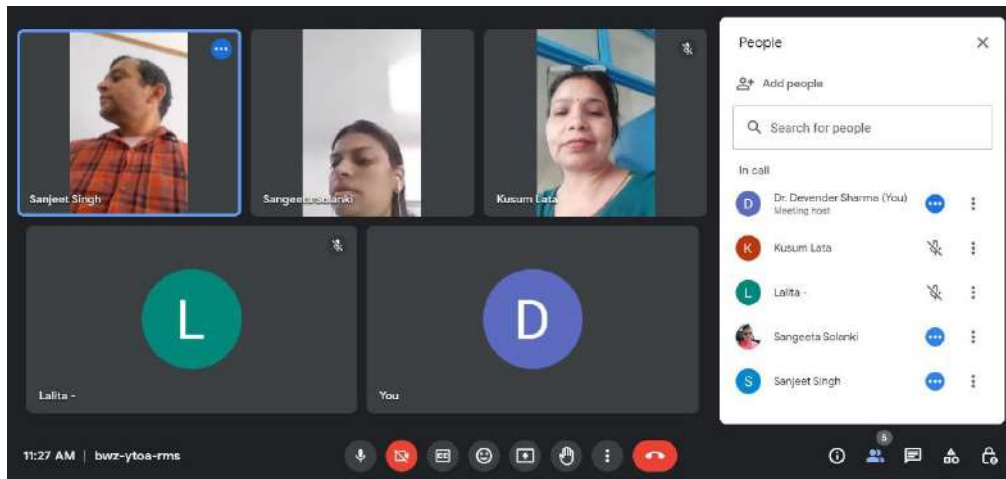 Sanjeet Singh
Sangeeta Solanki
Kusum Lata
L
Lalita -
D
You
11:27 AM | bwz-ytoa-rms
CC
5
People
Add people
Search for people
In call
D
Dr. Devender Sharma (You)
Meeting host
K
Kusum Lata
L
Lalita -
Sangeeta Solanki
S
Sanjeet Singh